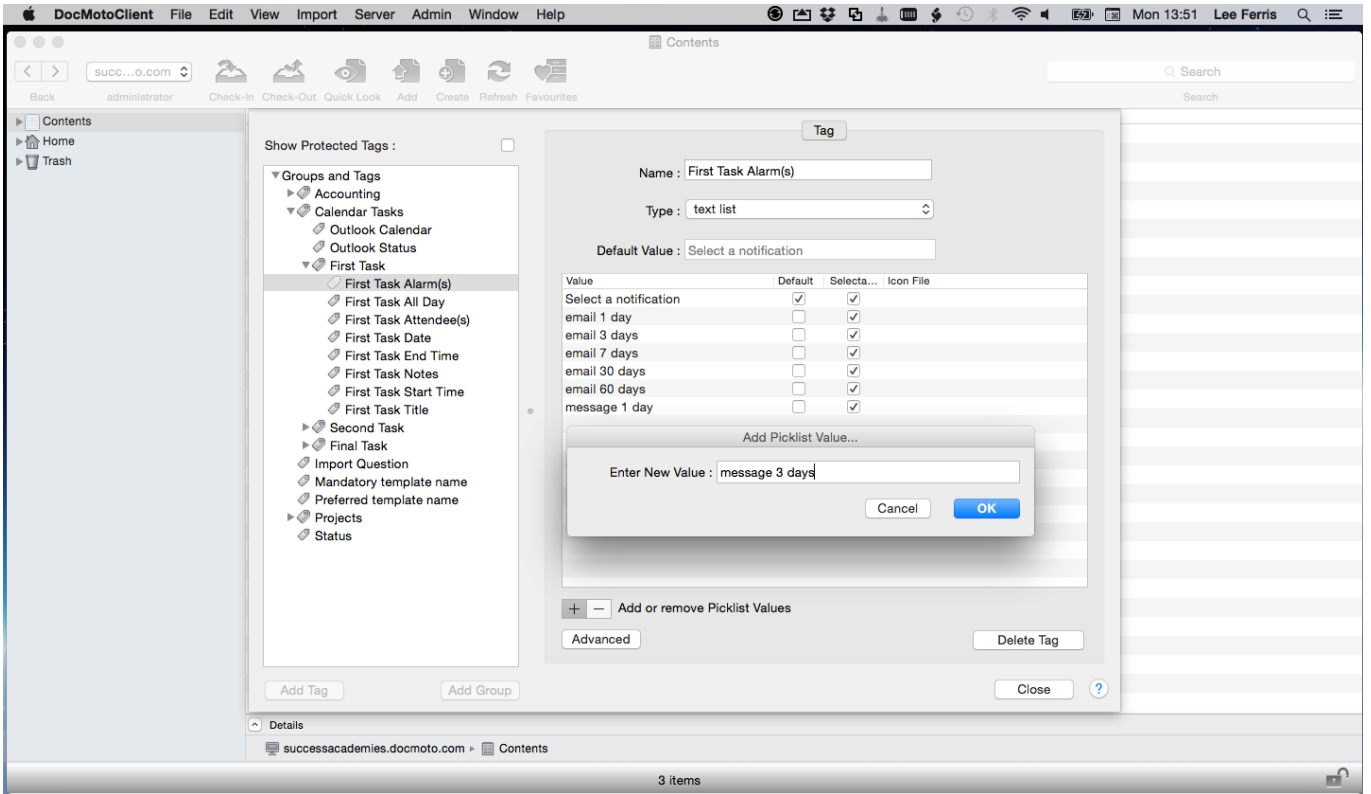 DocMotoClient File Edit View Import Server Admin Window Help Mon 13:51 Lee Ferris
Contents
succ...o.com
Search
Back administrator Check-In Check-Out Quick Look Add Create Refresh Favourites Search
Contents
Home
Trash
Show Protected Tags :
Groups and Tags
Accounting
Calendar Tasks
Outlook Calendar
Outlook Status
First Task
First Task Alarm(s)
First Task All Day
First Task Attendee(s)
First Task Date
First Task End Time
First Task Notes
First Task Start Time
First Task Title
Second Task
Final Task
Import Question
Mandatory template name
Preferred template name
Projects
Status
Add Tag Add Group
Tag
Name : First Task Alarm(s)
Type : text list
Default Value : Select a notification
Value Default Selecta... Icon File
Select a notification
email 1 day
email 3 days
email 7 days
email 30 days
email 60 days
message 1 day
Add Picklist Value...
Enter New Value : message 3 days
Cancel OK
+ − Add or remove Picklist Values
Advanced Delete Tag
Close ?
Details
successacademies.docmoto.com Contents
3 items